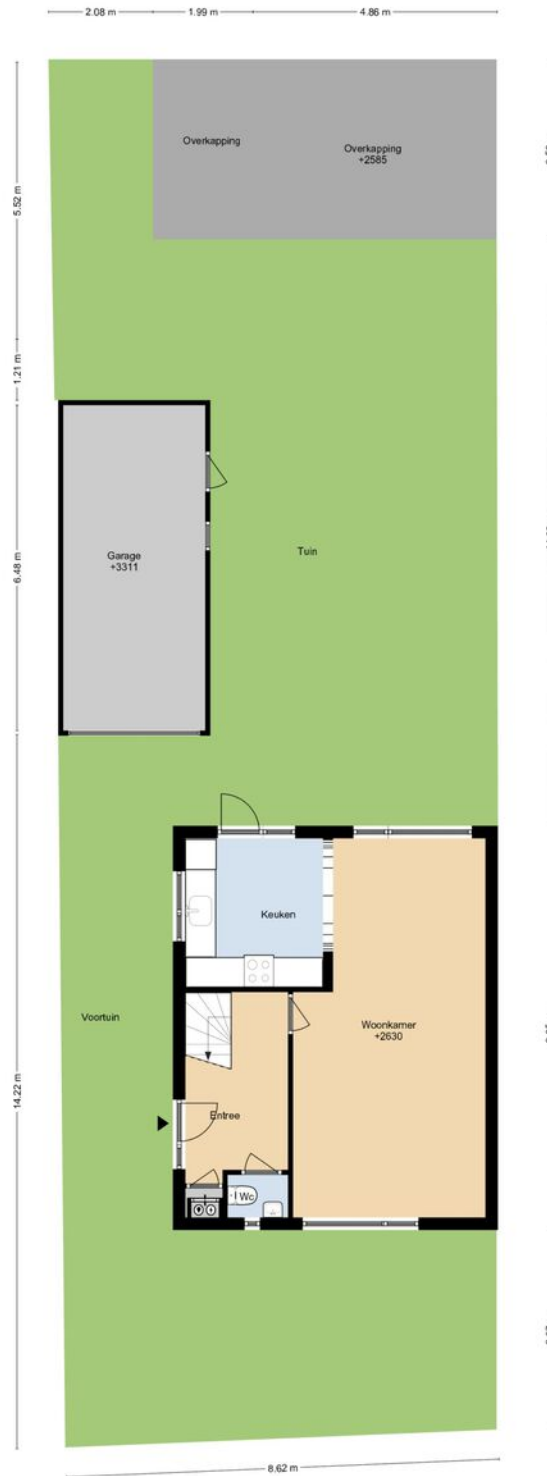 2.08 m
1.99 m
4.86 m
5.52 m
Overkapping
Overkapping
+2585
1.21 m
6.48 m
Garage
+3311
Tuin
14.22 m
Keuken
Voortuin
Woonkamer
+2630
Entree
Wc
8.62 m